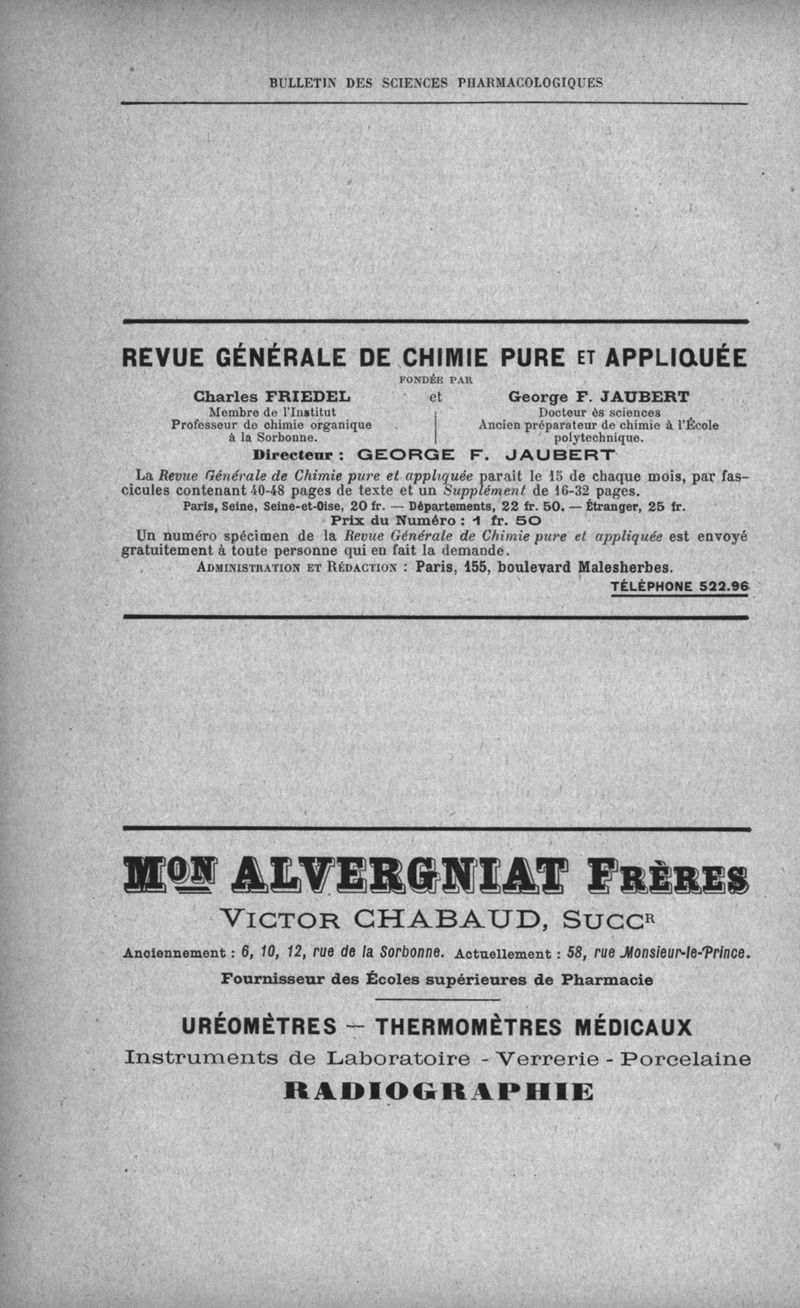 BULLETIN DES SCIENCES PHARMACOLOGIQUES
REVUE GÉNÉRALE DE CHIMIE PURE ET APPLIQUÉE
FONDÉE PAR
Charles FRIEDEL et George F. JAUBERT
Membre de l'Institut
Professeur de chimie organique
à la Sorbonne.
Docteur ès sciences
Ancien préparateur de chimie à l'École
polytechnique.
Directeur : GEORGE F. JAUBERT
La Revue Générale de Chimie pure et appliquée parait le 15 de chaque mois, par fas-
cicules contenant 40-48 pages de texte et un Supplément de 16-32 pages.
Paris, Seine, Seine-et-Oise, 20 fr. — Départements, 22 fr. 50. — Étranger, 25 fr.
Prix du Numéro : 1 fr. 50
Un numéro spécimen de la Revue Générale de Chimie pure et appliquée est envoyé
gratuitement à toute personne qui en fait la demande.
ADMINISTRATION ET RÉDACTION : Paris, 155, boulevard Malesherbes.
TÉLÉPHONE 522.96
MON ALVERGNIAT FRÈRES
VICTOR CHABAUD, SUCCR
Anciennement : 6, 10, 12, rue de la Sorbonne. Actuellement : 58, rue Monsieur-le-Prince.
Fournisseur des Écoles supérieures de Pharmacie
URÉOMÈTRES — THERMOMÈTRES MÉDICAUX
Instruments de Laboratoire - Verrerie - Porcelaine
RADIOGRAPHIE